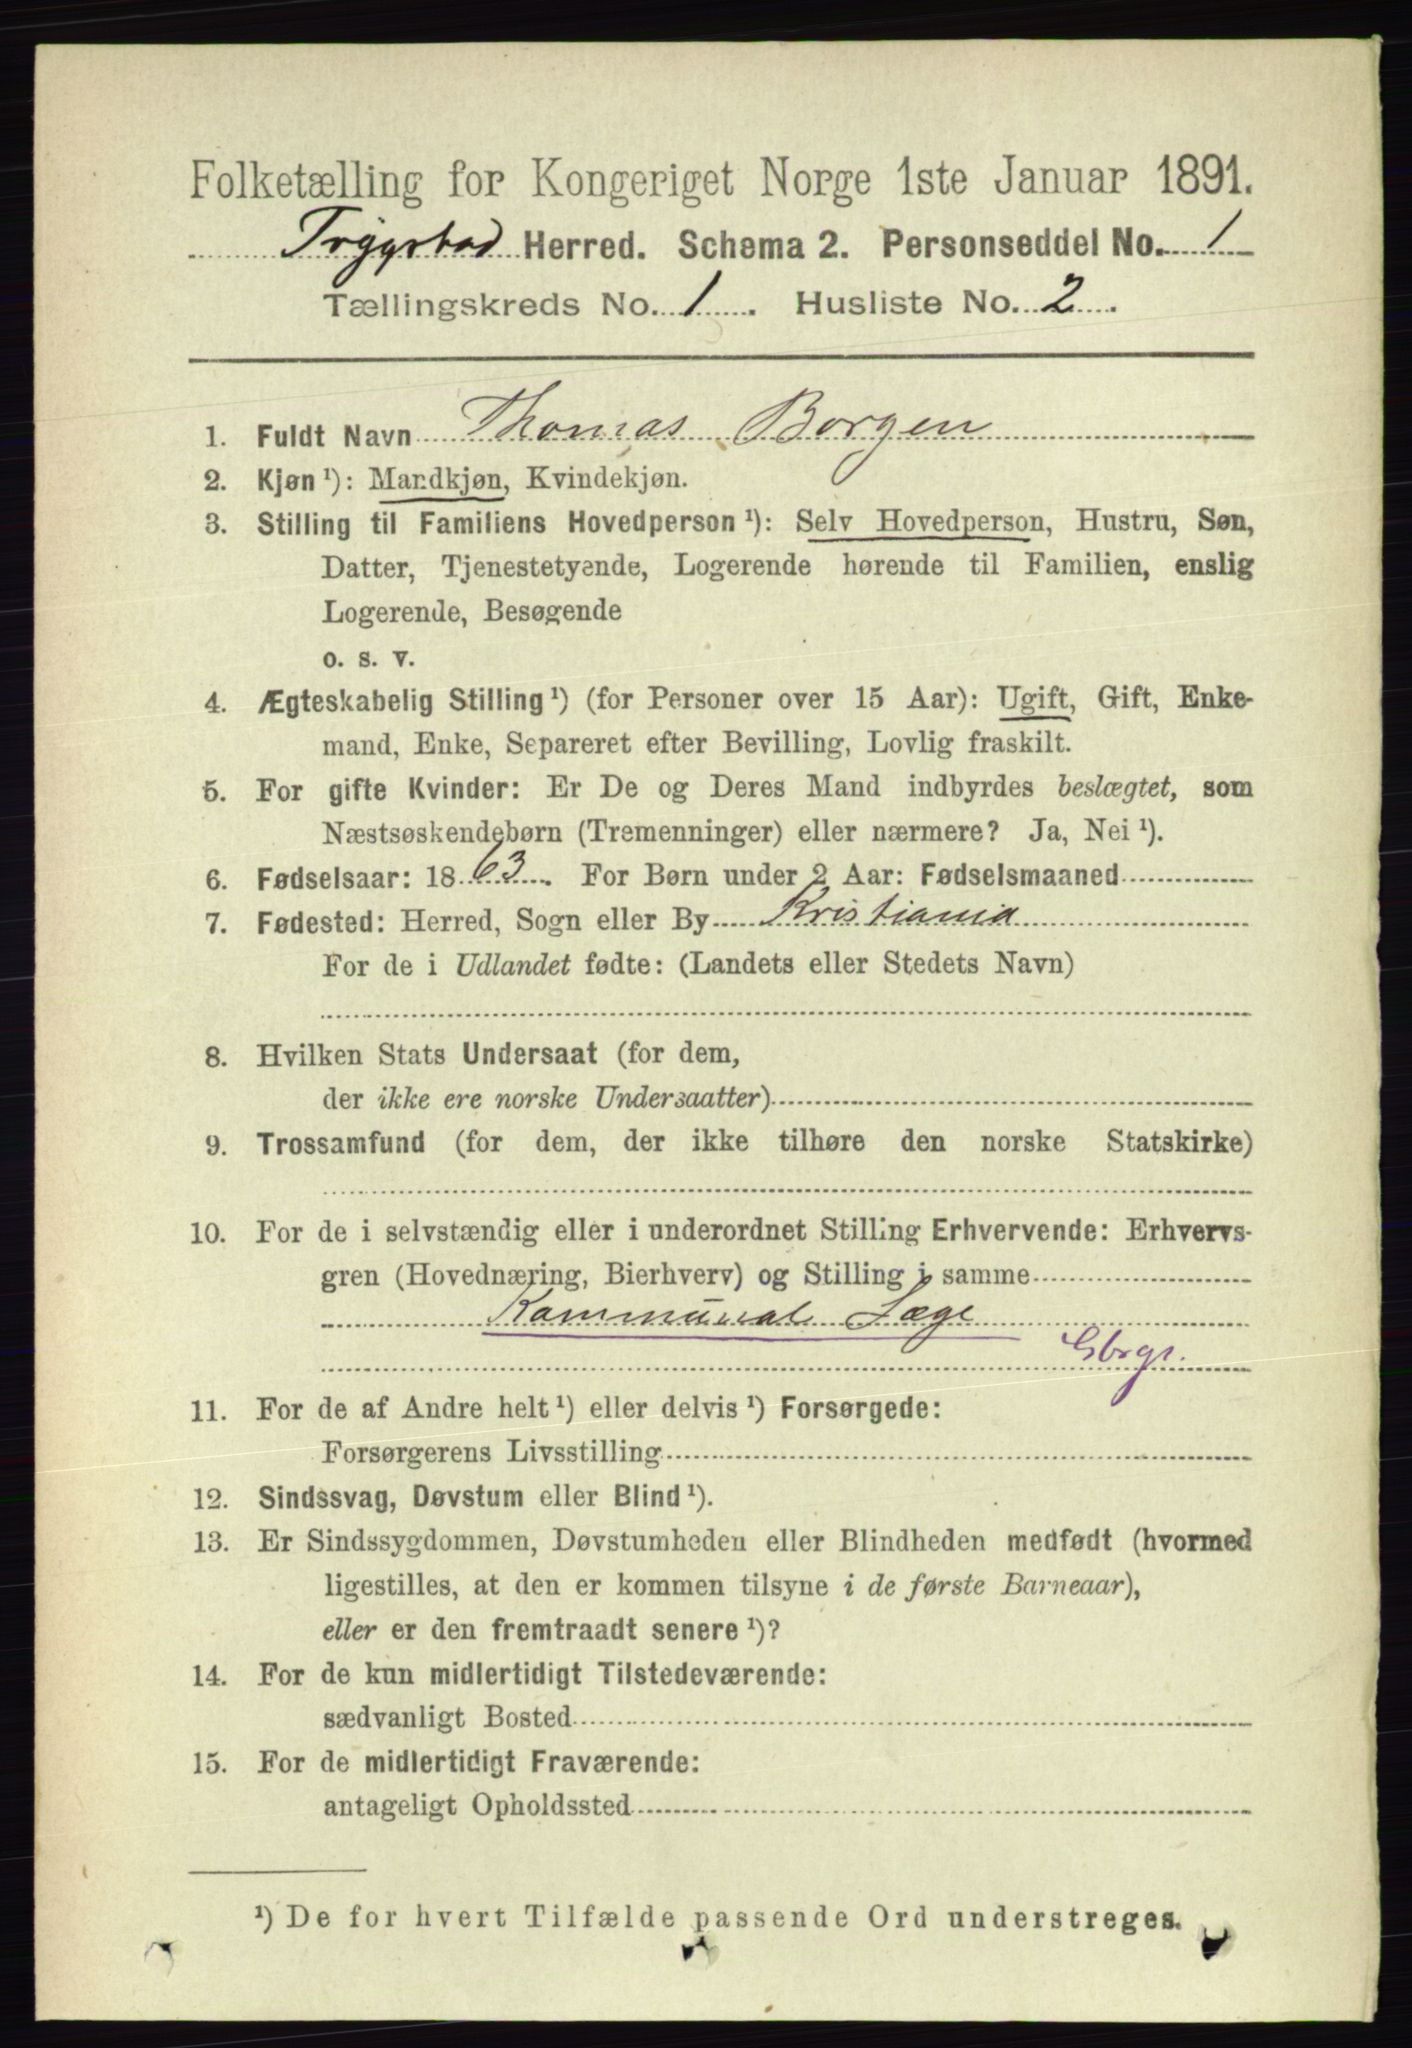 Folketælling for Kongeriget Norge 1ste Januar 1891.
Trygstad Herred. Schema 2. Personseddel No. 1
Tællingskreds No. 1. Husliste No. 2.
1. Fuldt Navn Thomas Borgen
2. Kjøn ¹): Mandkjøn, Kvindekjøn.
3. Stilling til Familiens Hovedperson ¹): Selv Hovedperson, Hustru, Søn,
Datter, Tjenestetyende, Logerende hørende til Familien, enslig
Logerende, Besøgende
o. s. v.
4. Ægteskabelig Stilling ¹) (for Personer over 15 Aar): Ugift, Gift, Enke-
mand, Enke, Separeret efter Bevilling, Lovlig fraskilt.
5. For gifte Kvinder: Er De og Deres Mand indbyrdes beslægtet, som
Næstsøskendebørn (Tremenninger) eller nærmere? Ja, Nei ¹).
6. Fødselsaar: 1863. For Børn under 2 Aar: Fødselsmaaned
7. Fødested: Herred, Sogn eller By Kristiania
For de i Udlandet fødte: (Landets eller Stedets Navn)
8. Hvilken Stats Undersaat (for dem,
der ikke ere norske Undersaatter)
9. Trossamfund (for dem, der ikke tilhøre den norske Statskirke)
10. For de i selvstændig eller i underordnet Stilling Erhvervende: Erhvervs-
gren (Hovednæring, Bierhverv) og Stilling i samme
Kommunal Læge
11. For de af Andre helt ¹) eller delvis ¹) Forsørgede:
Forsørgerens Livsstilling
12. Sindssvag, Døvstum eller Blind ¹).
13. Er Sindssygdommen, Døvstumheden eller Blindheden medfødt (hvormed
ligestilles, at den er kommen tilsyne i de første Barneaar),
eller er den fremtraadt senere ¹)?
14. For de kun midlertidigt Tilstedeværende:
sædvanligt Bosted
15. For de midlertidigt Fraværende:
antageligt Opholdssted
¹) De for hvert Tilfælde passende Ord understreges.